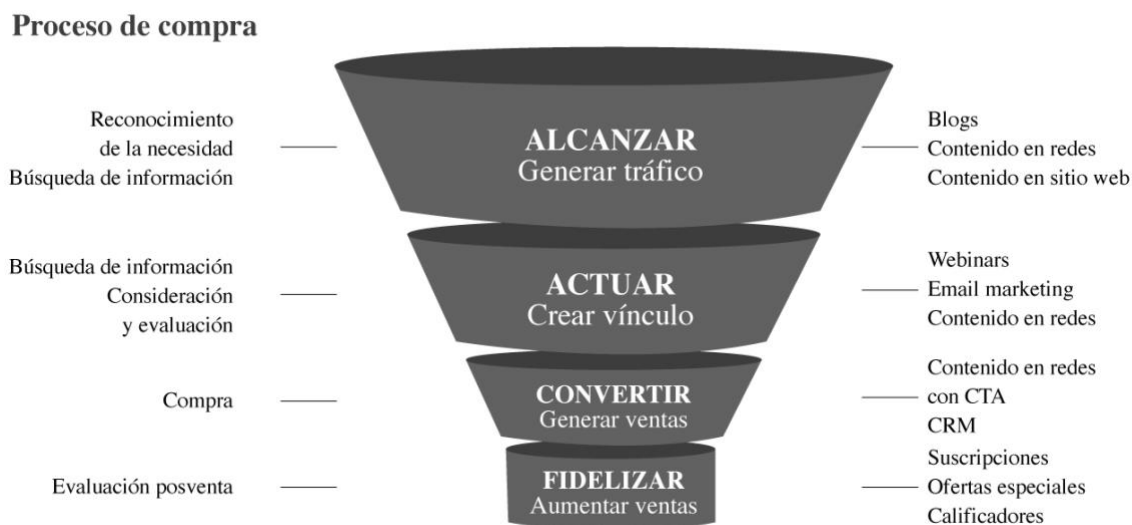 Proceso de compra
Reconocimiento
de la necesidad
Búsqueda de información
ALCANZAR
Generar tráfico
Blogs
Contenido en redes
Contenido en sitio web
Búsqueda de información
Consideración
y evaluación
ACTUAR
Crear vínculo
Webinars
Email marketing
Contenido en redes
Compra
CONVERTIR
Generar ventas
Contenido en redes
con CTA
CRM
Evaluación posventa
FIDELIZAR
Aumentar ventas
Suscripciones
Ofertas especiales
Calificadores